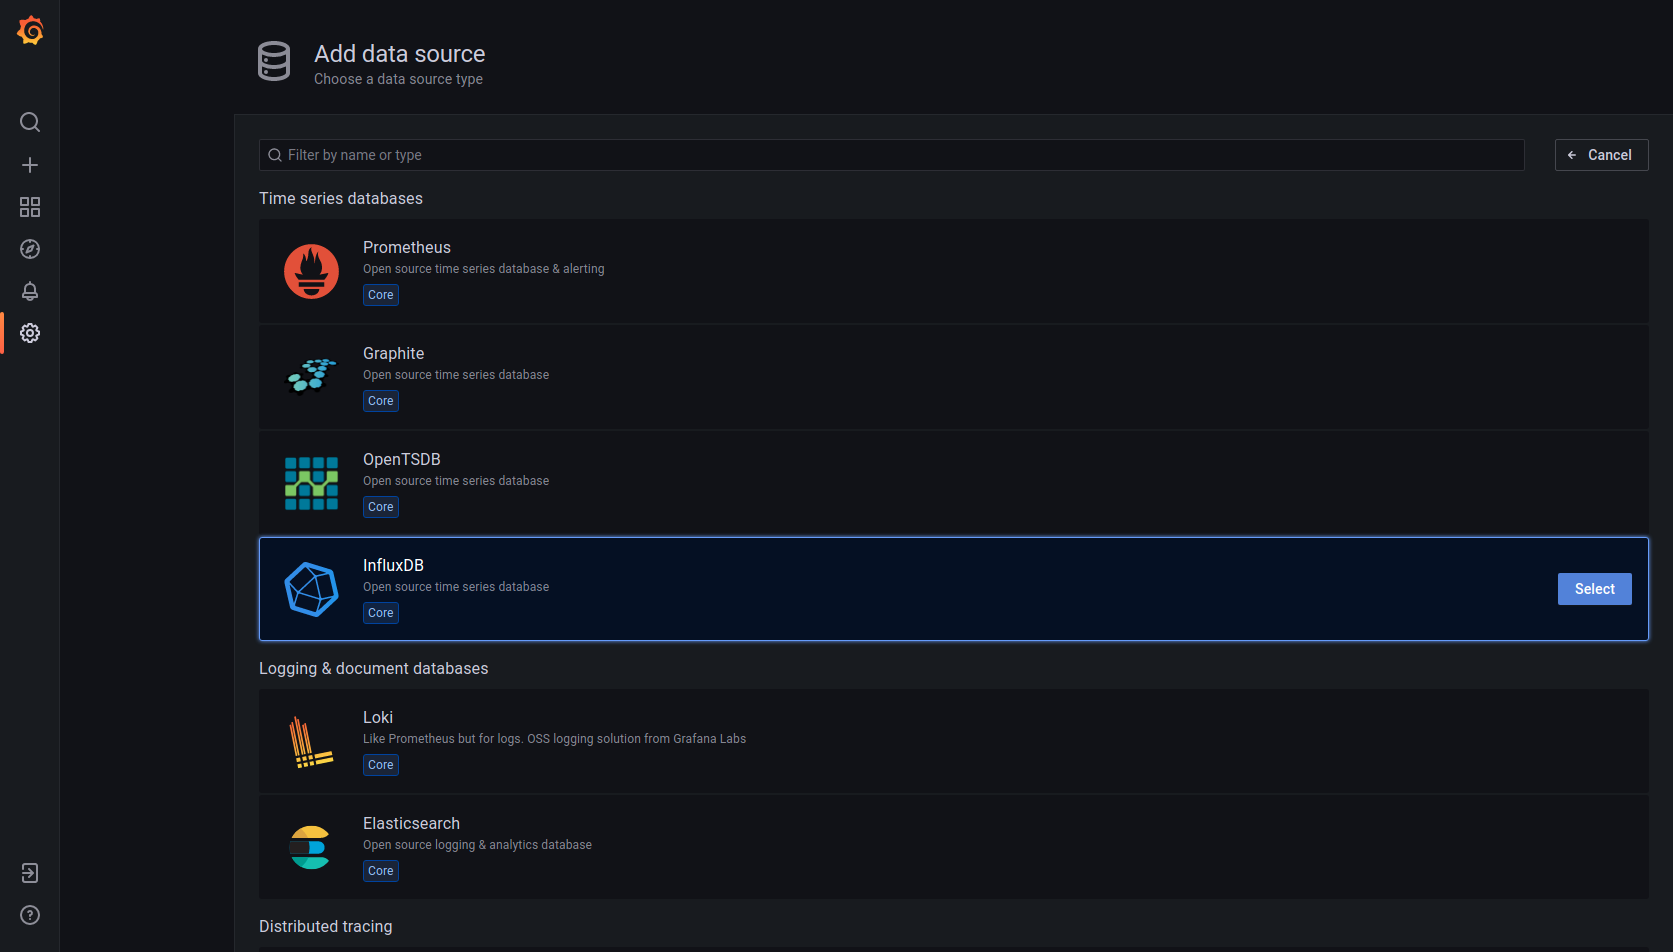 Add data source
Choose a data source type
Filter by name or type
Cancel
Time series databases
Prometheus
Open source time series database & alerting
Core
Graphite
Open source time series database
Core
OpenTSDB
Open source time series database
Core
InfluxDB
Open source time series database
Core
Select
Logging & document databases
Loki
Like Prometheus but for logs. OSS logging solution from Grafana Labs
Core
Elasticsearch
Open source logging & analytics database
Core
Distributed tracing